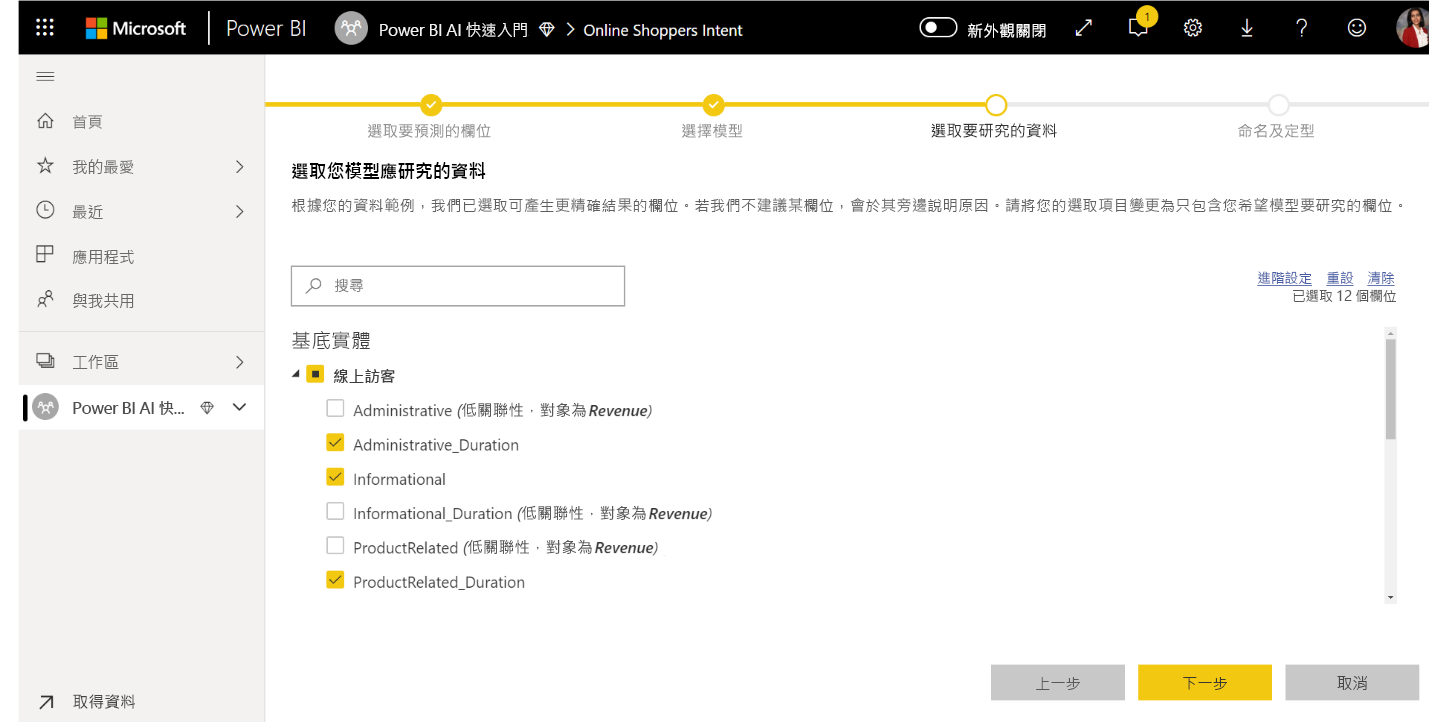 Microsoft Power BI Power BI AI 快速入門 > Online Shoppers Intent 新外觀關閉 1 ?
首頁
我的最愛
最近
應用程式
與我共用
工作區
Power BI AI 快...
取得資料
選取要預測的欄位 選擇模型 選取要研究的資料 命名及定型
選取您模型應研究的資料
根據您的資料範例，我們已選取可產生更精確結果的欄位。若我們不建議某欄位，會於其旁邊說明原因。請將您的選取項目變更為只包含您希望模型要研究的欄位。
搜尋
進階設定 重設 清除
已選取 12 個欄位
基底實體
線上訪客
Administrative (低關聯性，對象為 Revenue)
Administrative_Duration
Informational
Informational_Duration (低關聯性，對象為 Revenue)
ProductRelated (低關聯性，對象為 Revenue)
ProductRelated_Duration
上一步 下一步 取消